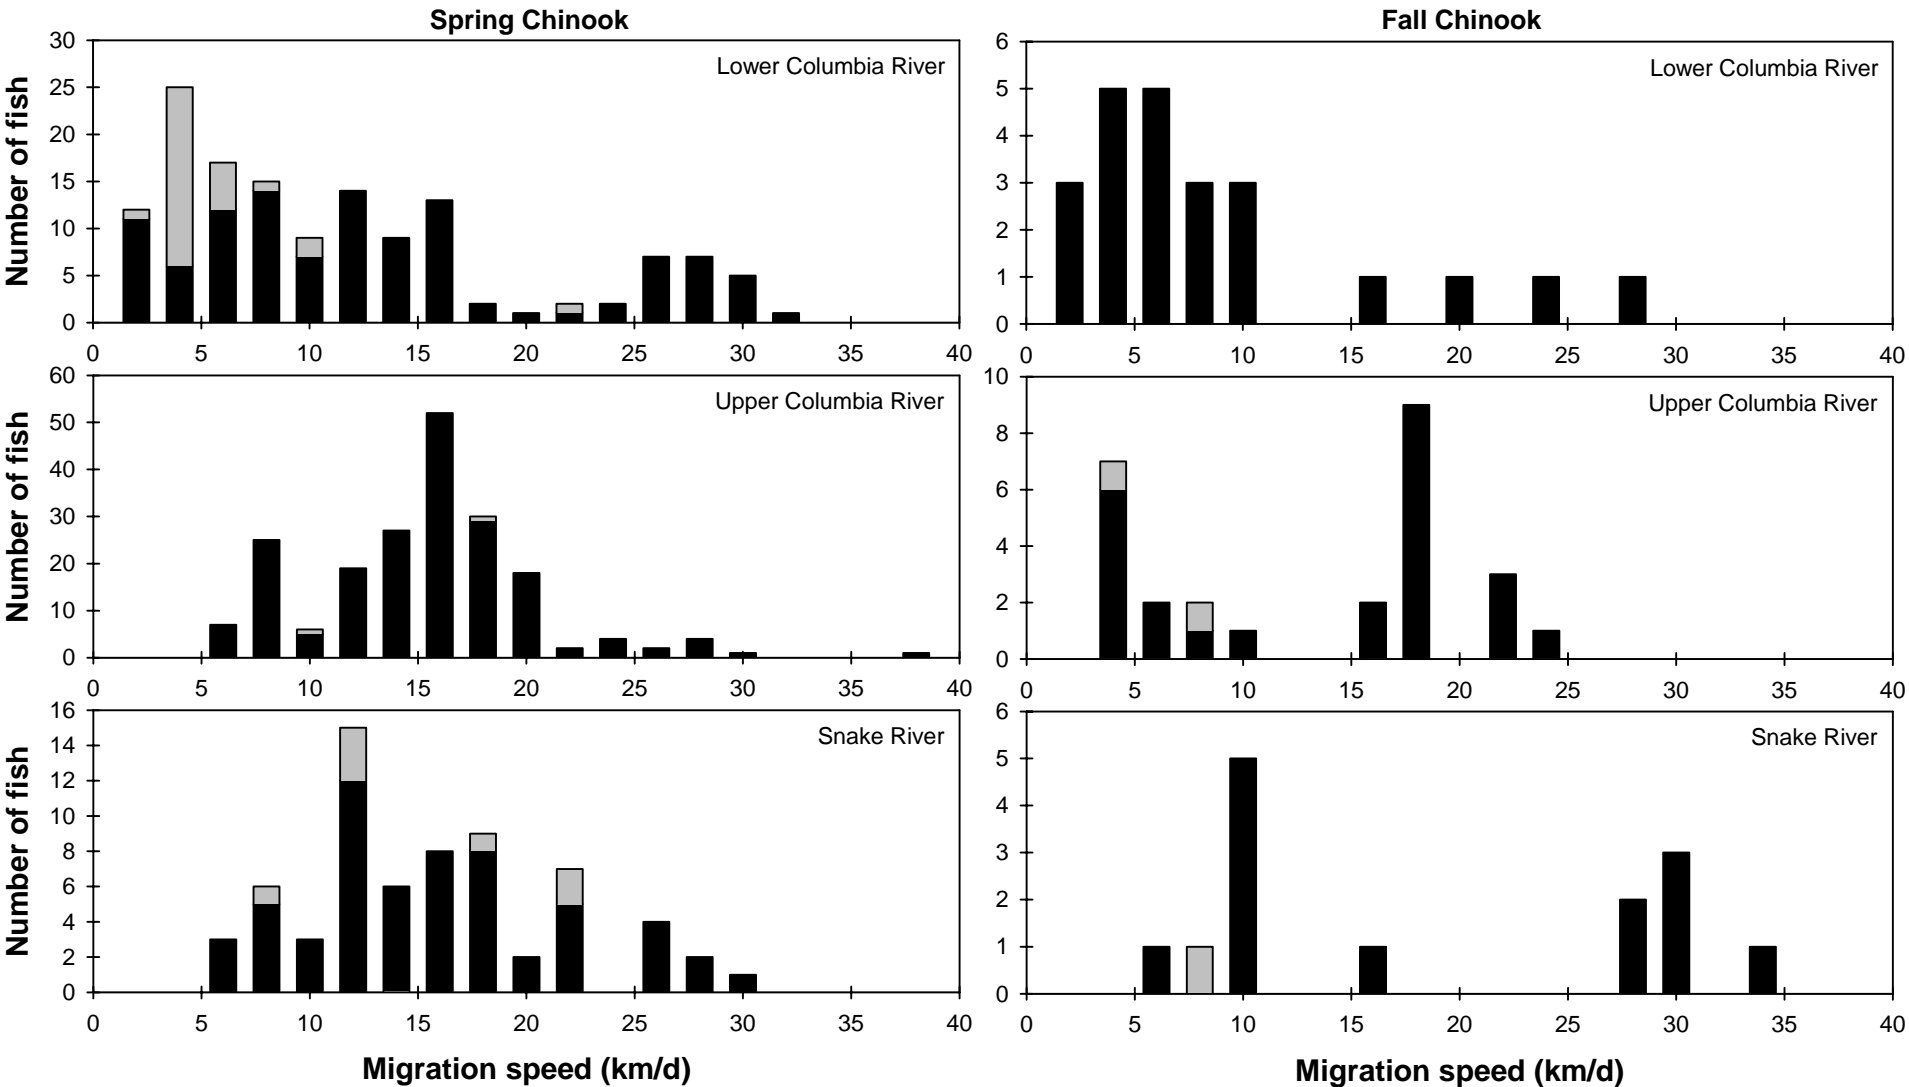 Spring Chinook
Fall Chinook
Number of fish
30
25
20
15
10
5
0
Lower Columbia River
0 5 10 15 20 25 30 35 40
6
5
4
3
2
1
0
Lower Columbia River
0 5 10 15 20 25 30 35 40
Number of fish
60
50
40
30
20
10
0
Upper Columbia River
0 5 10 15 20 25 30 35 40
10
8
6
4
2
0
Upper Columbia River
0 5 10 15 20 25 30 35 40
Number of fish
16
14
12
10
8
6
4
2
0
Snake River
0 5 10 15 20 25 30 35 40
Migration speed (km/d)
6
5
4
3
2
1
0
Snake River
0 5 10 15 20 25 30 35 40
Migration speed (km/d)